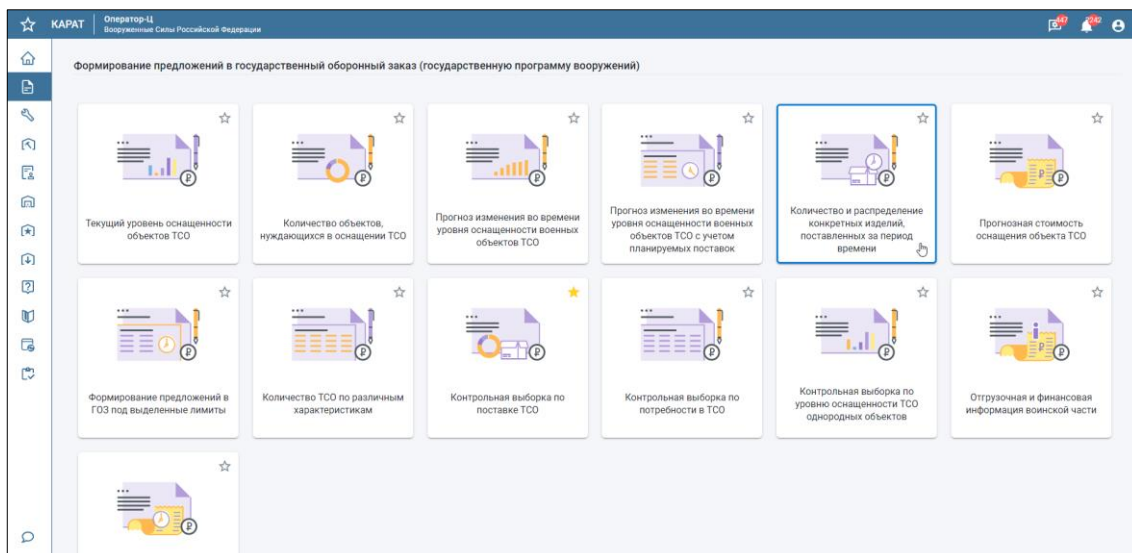 КАРАТ
Оператор-Ц
Вооруженные Силы Российской Федерации
447
2242
Формирование предложений в государственный оборонный заказ (государственную программу вооружений)
Текущий уровень оснащенности
объектов ТСО
Количество объектов,
нуждающихся в оснащении ТСО
Прогноз изменения во времени
уровня оснащенности военных
объектов ТСО
Прогноз изменения во времени
уровня оснащенности военных
объектов ТСО с учетом
планируемых поставок
Количество и распределение
конкретных изделий,
поставленных за период
времени
Прогнозная стоимость
оснащения объекта ТСО
Формирование предложений в
ГОЗ под выделенные лимиты
Количество ТСО по различным
характеристикам
Контрольная выборка по
поставке ТСО
Контрольная выборка по
потребности в ТСО
Контрольная выборка по
уровню оснащенности ТСО
однородных объектов
Отгрузочная и финансовая
информация воинской части